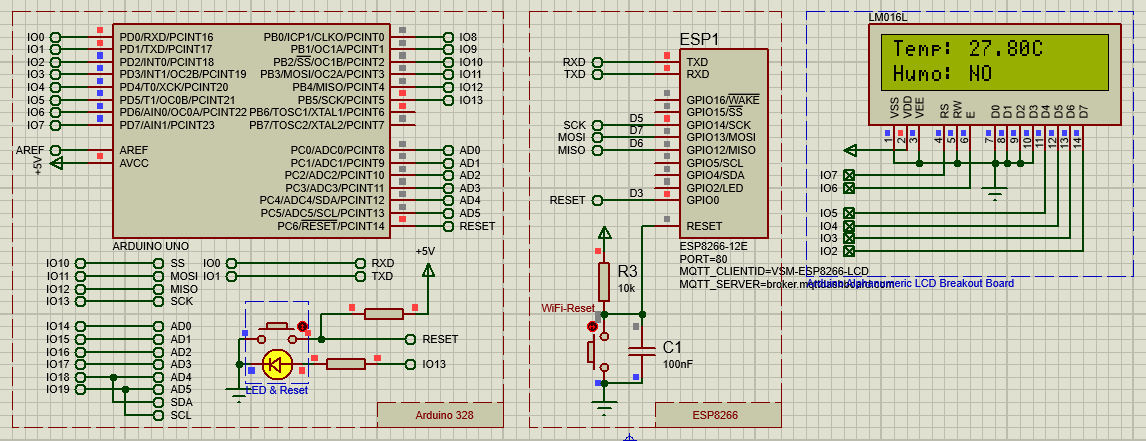 IO0 PD0/RXD/PCINT16 PB0/ICP1/CLKO/PCINT0 IO8
IO1 PD1/TXD/PCINT17 PB1/OC1A/PCINT1 IO9
IO2 PD2/INT0/PCINT18 PB2/SS/OC1B/PCINT2 IO10
IO3 PD3/INT1/OC2B/PCINT19 PB3/MOSI/OC2A/PCINT3 IO11
IO4 PD4/T0/XCK/PCINT20 PB4/MISO/PCINT4 IO12
IO5 PD5/T1/OC0B/PCINT21 PB5/SCK/PCINT5 IO13
IO6 PD6/AIN0/OC0A/PCINT22 PB6/TOSC1/XTAL1/PCINT6
IO7 PD7/AIN1/PCINT23 PB7/TOSC2/XTAL2/PCINT7
AREF AREF PC0/ADC0/PCINT8 AD0
+5V AVCC PC1/ADC1/PCINT9 AD1
PC2/ADC2/PCINT10 AD2
PC3/ADC3/PCINT11 AD3
PC4/ADC4/SDA/PCINT12 AD4
PC5/ADC5/SCL/PCINT13 AD5
PC6/RESET/PCINT14 RESET
ARDUINO UNO
IO10 SS IO0 RXD
IO11 MOSI IO1 TXD
IO12 MISO
IO13 SCK
IO14 AD0
IO15 AD1
IO16 AD2
IO17 AD3
IO18 AD4
IO19 AD5
SDA
SCL
+5V
RESET
IO13
LED & Reset
Arduino 328
ESP1
RXD TXD
TXD RXD
GPIO16/WAKE
GPIO15/SS
SCK D5 GPIO14/SCK
MOSI D7 GPIO13/MOSI
MISO D6 GPIO12/MISO
GPIO5/SCL
GPIO4/SDA
GPIO2/LED
RESET D3 GPIO0
RESET
ESP8266-12E
PORT=80
MQTT_CLIENTID=VSM-ESP8266-LCD
MQTT_SERVER=broker.mqttdashboard.com
R3
10k
WiFi-Reset
C1
100nF
ESP8266
LM016L
Temp: 27.80C
Humo: NO
VSS VDD VEE RS RW E D0 D1 D2 D3 D4 D5 D6 D7
1 2 3 4 5 6 7 8 9 10 11 12 13 14
IO7
IO6
IO5
IO4
IO3
IO2
Arduino Alphanumeric LCD Breakout Board